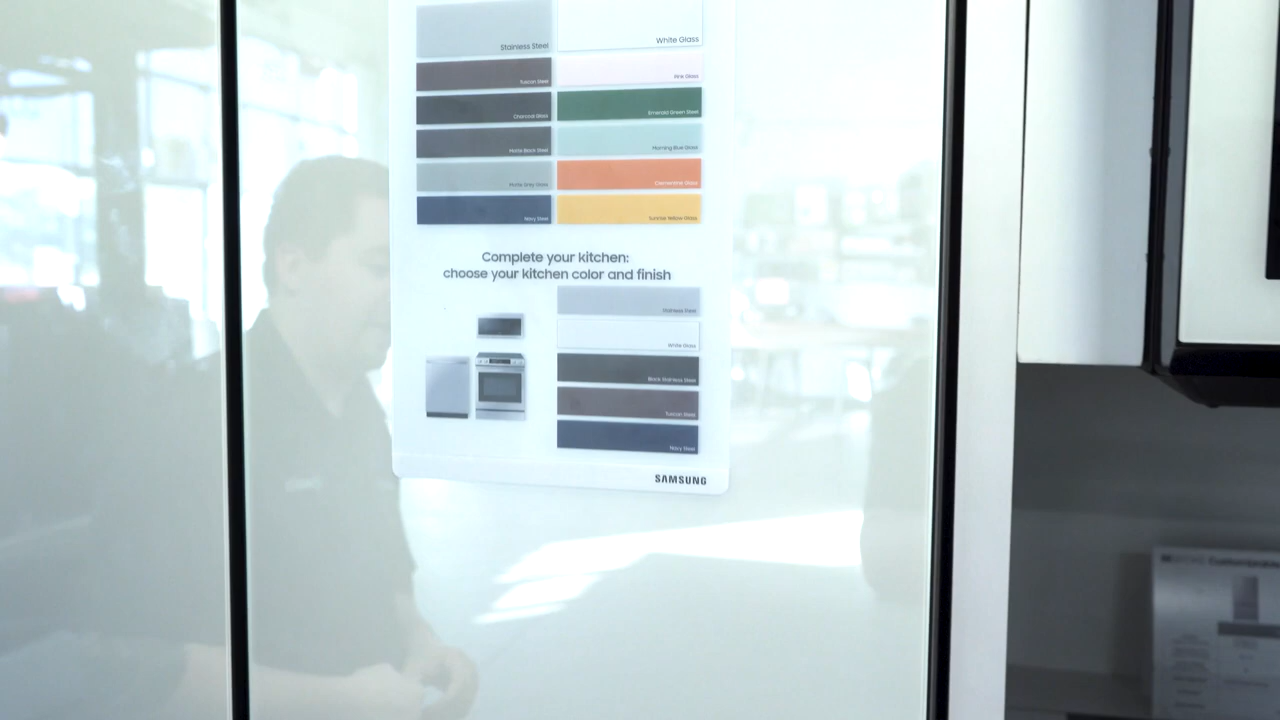 Stainless Steel
White Glass
Tuscan Steel
Pink Glass
Charcoal Glass
Emerald Green Steel
Matte Black Steel
Morning Blue Glass
Matte Grey Glass
Clementine Glass
Navy Steel
Sunrise Yellow Glass
Complete your kitchen:
choose your kitchen color and finish
Stainless Steel
White Glass
Black Stainless Steel
Tuscan Steel
Navy Steel
SAMSUNG